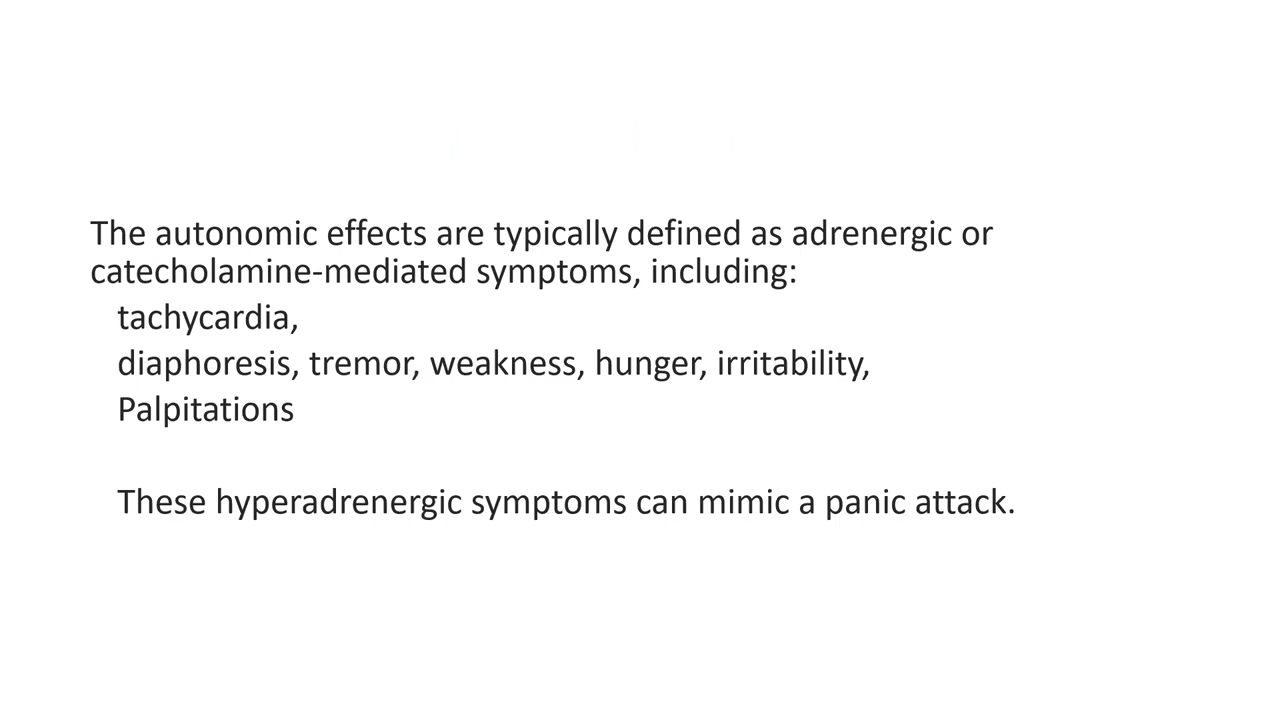 The autonomic effects are typically defined as adrenergic or
catecholamine-mediated symptoms, including:
tachycardia,
diaphoresis, tremor, weakness, hunger, irritability,
Palpitations
These hyperadrenergic symptoms can mimic a panic attack.